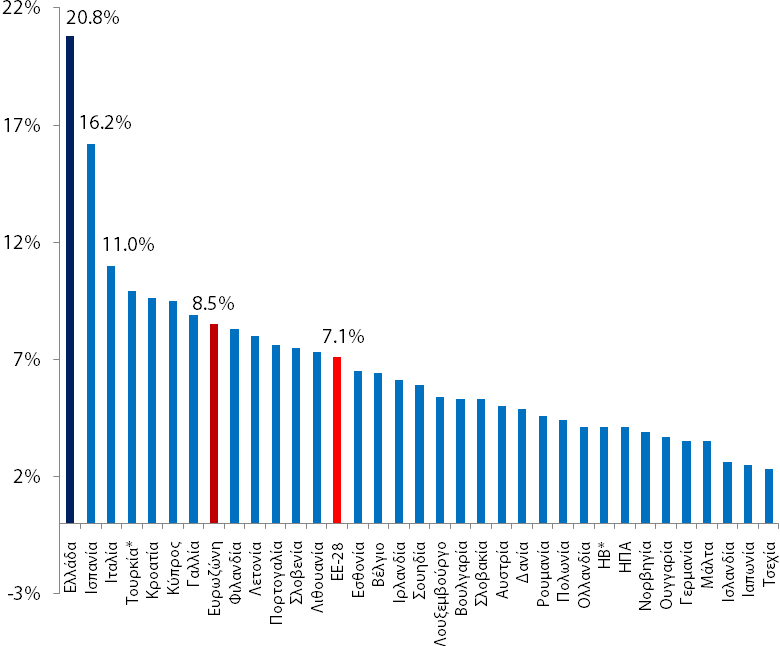 22%
17%
12%
7%
2%
-3%
20.8%
16.2%
11.0%
8.5%
7.1%
Ελλάδα
Ισπανία
Ιταλία
Τουρκία*
Κροατία
Κύπρος
Γαλλία
Ευρωζώνη
Φιλανδία
Λετονία
Πορτογαλία
Σλοβενία
Λιθουανία
ΕΕ-28
Εσθονία
Βέλγιο
Ιρλανδία
Σουηδία
Λουξεμβούργο
Βουλγαρία
Σλοβακία
Αυστρία
Δανία
Ρουμανία
Πολωνία
Ολλανδία
ΗΒ*
ΗΠΑ
Νορβηγία
Ουγγαρία
Γερμανία
Μάλτα
Ισλανδία
Ιαπωνία
Τσεχία